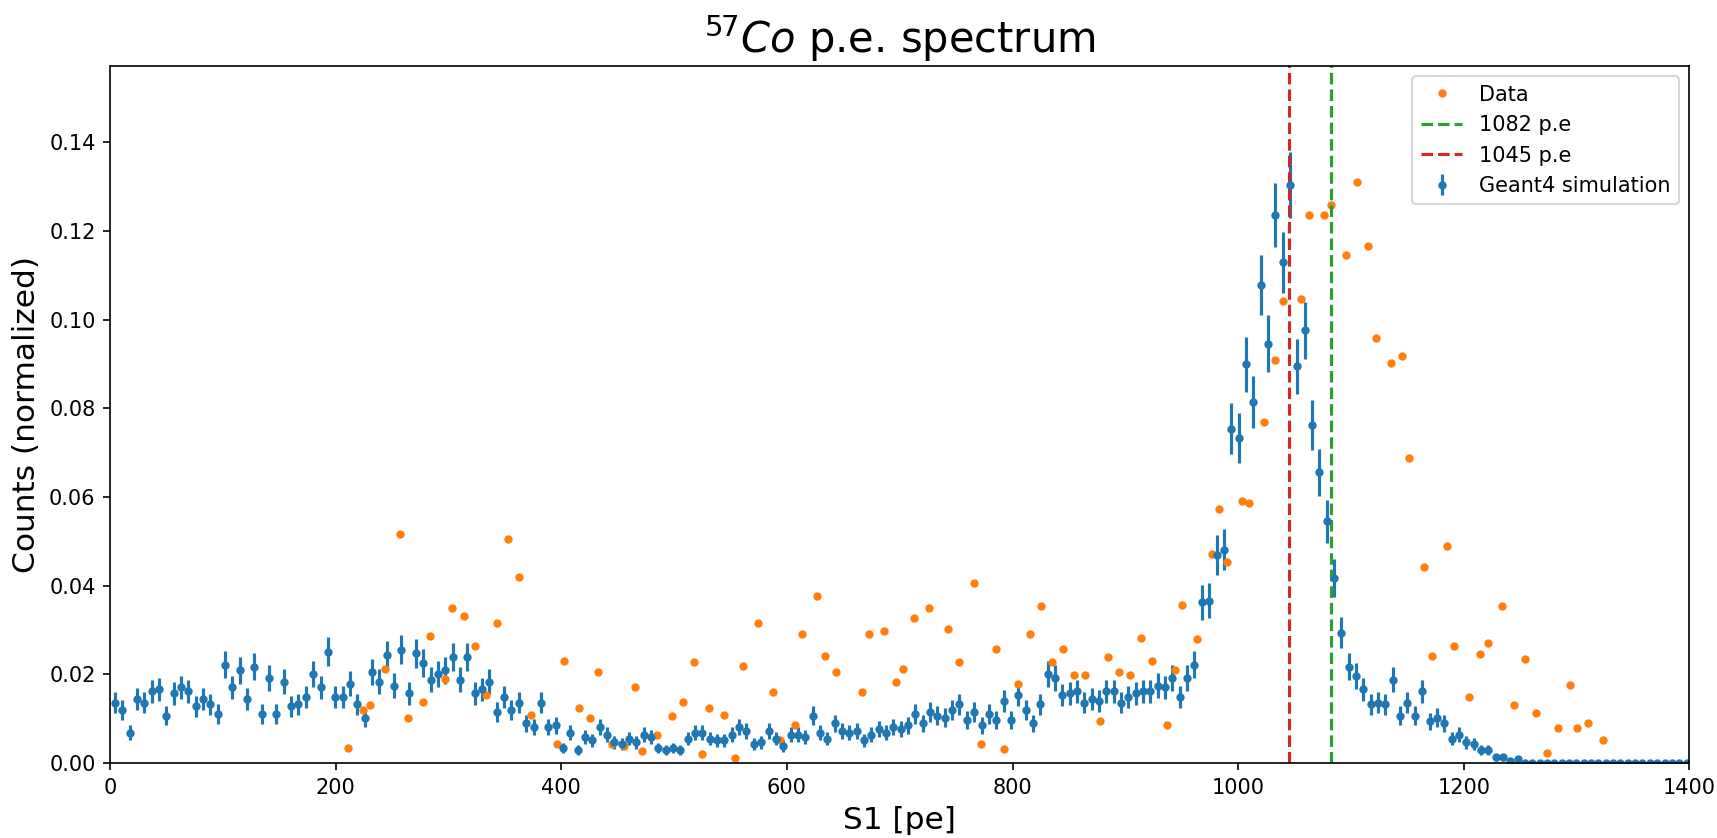 ⁵⁷Co p.e. spectrum
Counts (normalized)
0.14
0.12
0.10
0.08
0.06
0.04
0.02
0.00
Data
1082 p.e
1045 p.e
Geant4 simulation
0 200 400 600 800 1000 1200 1400
S1 [pe]